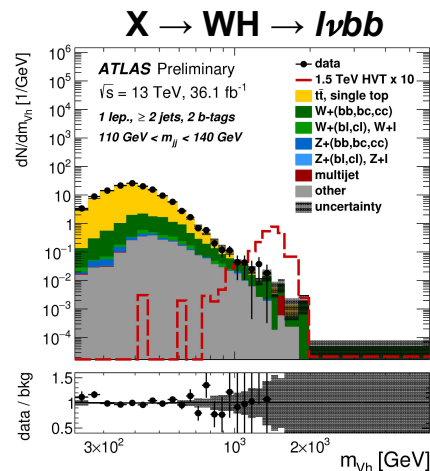 X → WH → lνbb
dN/dm_Vh [1/GeV]
10⁶
10⁵
10⁴
10³
10²
10
1
10⁻¹
10⁻²
10⁻³
10⁻⁴
ATLAS Preliminary
√s = 13 TeV, 36.1 fb⁻¹
1 lep., ≥ 2 jets, 2 b-tags
110 GeV < m_jj < 140 GeV
data
1.5 TeV HVT x 10
tt̄, single top
W+(bb,bc,cc)
W+(bl,cl), W+l
Z+(bb,bc,cc)
Z+(bl,cl), Z+l
multijet
other
uncertainty
data / bkg
1.5
1
0.5
3×10²
10³
2×10³
m_Vh [GeV]